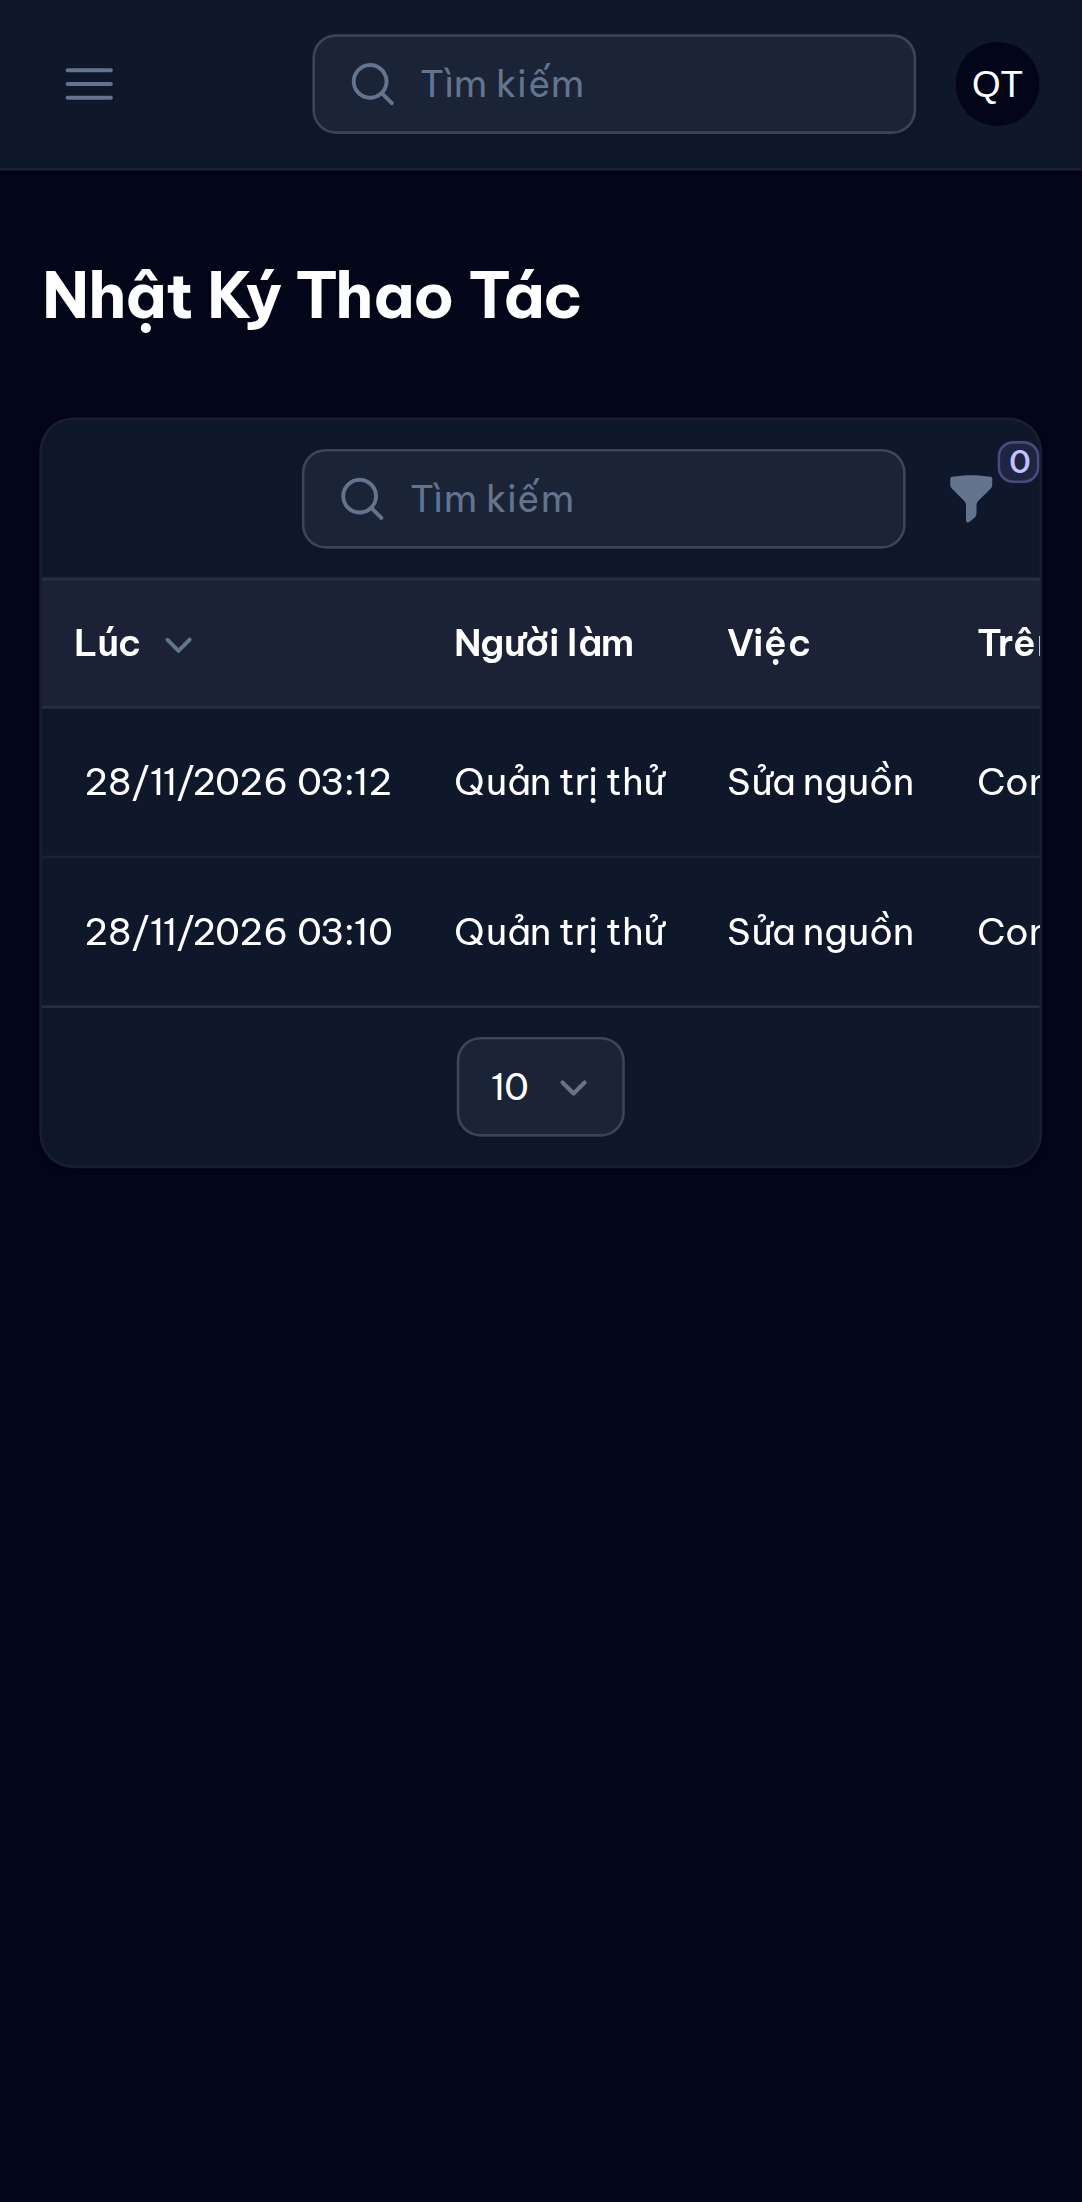 Tìm kiếm
QT
Nhật Ký Thao Tác
Tìm kiếm
0
Lúc Người làm Việc
28/11/2026 03:12 Quản trị thử Sửa nguồn
28/11/2026 03:10 Quản trị thử Sửa nguồn
10